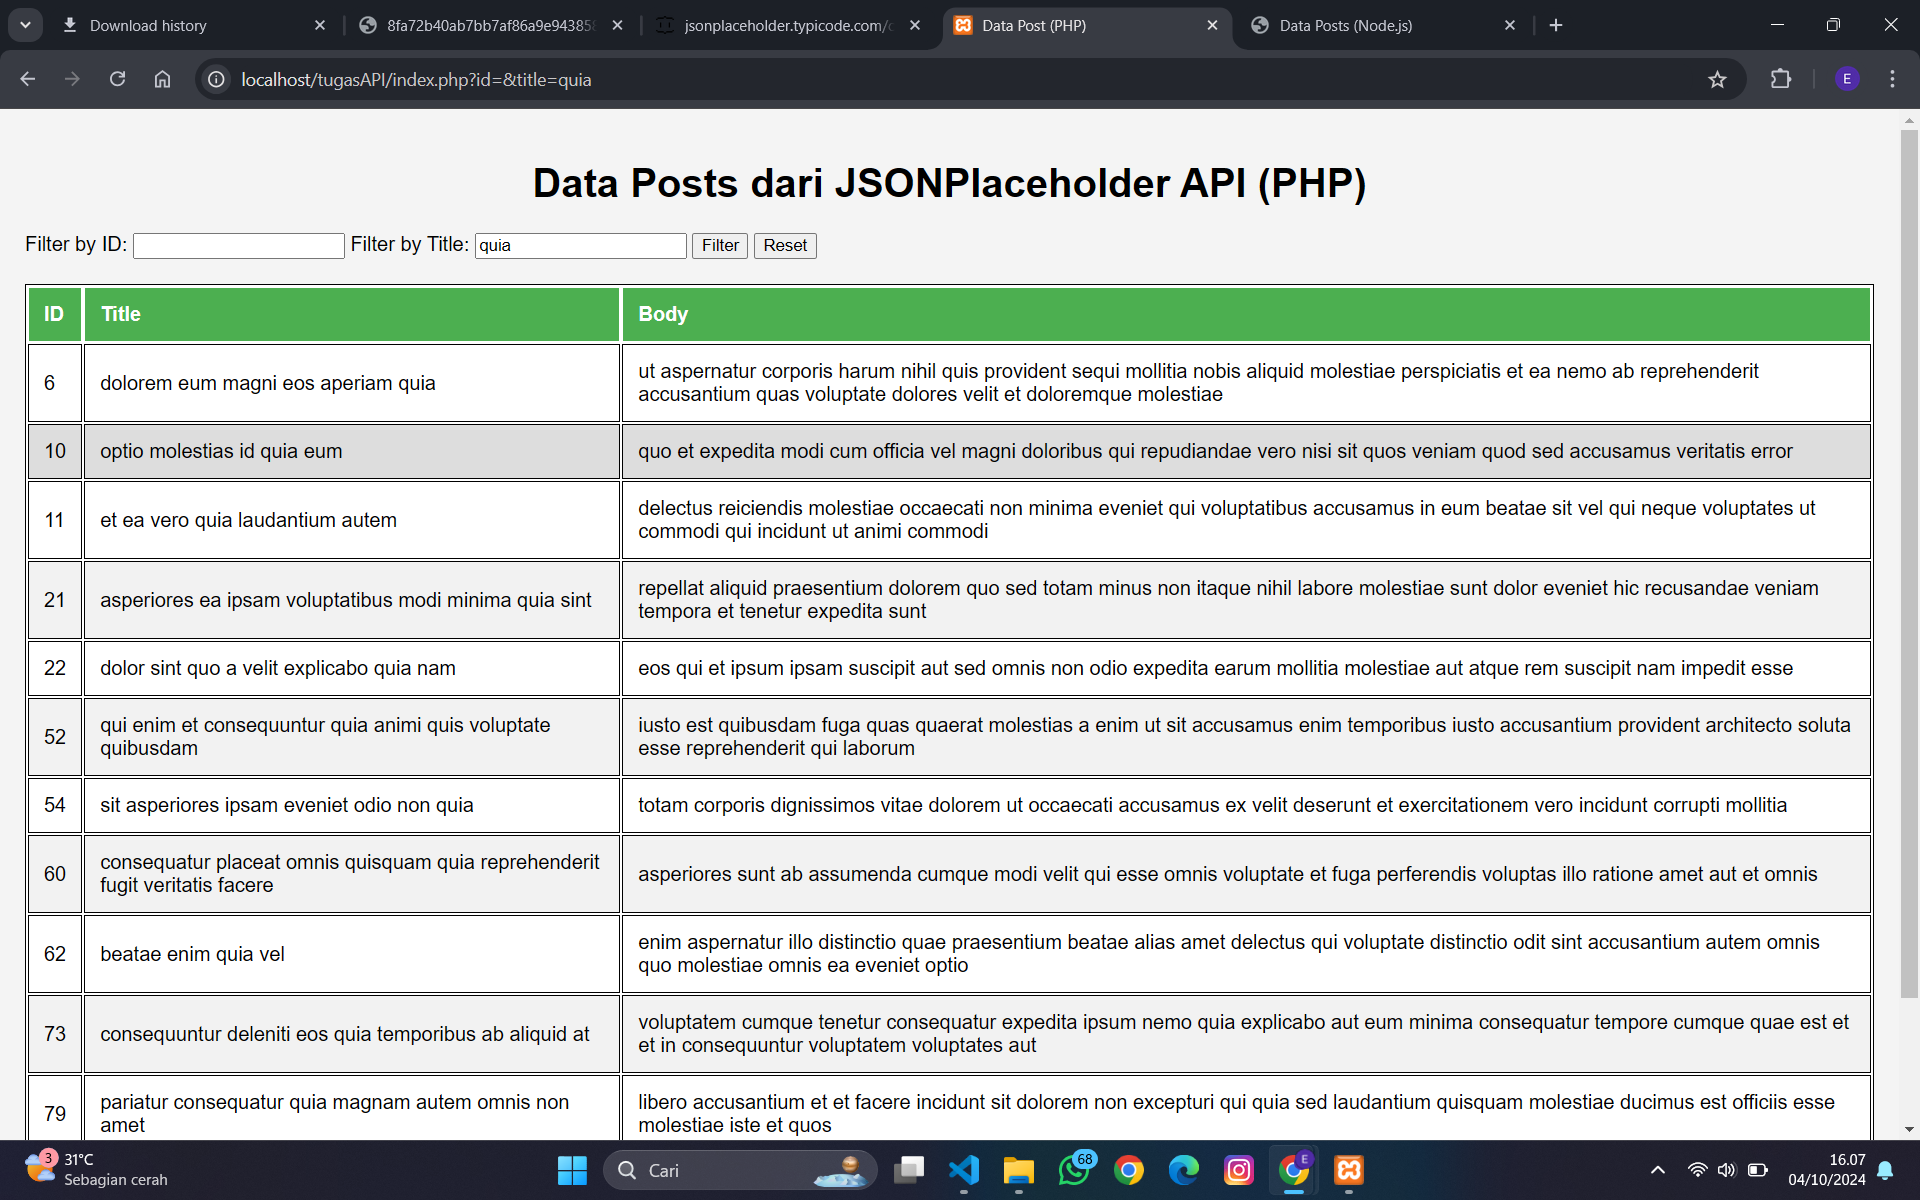 Download history
8fa72b40ab7bb7af86a9e94385
jsonplaceholder.typicode.com/
Data Post (PHP)
Data Posts (Node.js)
localhost/tugasAPI/index.php?id=&title=quia
E
Data Posts dari JSONPlaceholder API (PHP)
Filter by ID: Filter by Title: quia Filter Reset
ID Title Body
6 dolorem eum magni eos aperiam quia
ut aspernatur corporis harum nihil quis provident sequi mollitia nobis aliquid molestiae perspiciatis et ea nemo ab reprehenderit
accusantium quas voluptate dolores velit et doloremque molestiae
10 optio molestias id quia eum
quo et expedita modi cum officia vel magni doloribus qui repudiandae vero nisi sit quos veniam quod sed accusamus veritatis error
11 et ea vero quia laudantium autem
delectus reiciendis molestiae occaecati non minima eveniet qui voluptatibus accusamus in eum beatae sit vel qui neque voluptates ut
commodi qui incidunt ut animi commodi
21 asperiores ea ipsam voluptatibus modi minima quia sint
repellat aliquid praesentium dolorem quo sed totam minus non itaque nihil labore molestiae sunt dolor eveniet hic recusandae veniam
tempora et tenetur expedita sunt
22 dolor sint quo a velit explicabo quia nam
eos qui et ipsum ipsam suscipit aut sed omnis non odio expedita earum mollitia molestiae aut atque rem suscipit nam impedit esse
52 qui enim et consequuntur quia animi quis voluptate
quibusdam
iusto est quibusdam fuga quas quaerat molestias a enim ut sit accusamus enim temporibus iusto accusantium provident architecto soluta
esse reprehenderit qui laborum
54 sit asperiores ipsam eveniet odio non quia
totam corporis dignissimos vitae dolorem ut occaecati accusamus ex velit deserunt et exercitationem vero incidunt corrupti mollitia
60 consequatur placeat omnis quisquam quia reprehenderit
fugit veritatis facere
asperiores sunt ab assumenda cumque modi velit qui esse omnis voluptate et fuga perferendis voluptas illo ratione amet aut et omnis
62 beatae enim quia vel
enim aspernatur illo distinctio quae praesentium beatae alias amet delectus qui voluptate distinctio odit sint accusantium autem omnis
quo molestiae omnis ea eveniet optio
73 consequuntur deleniti eos quia temporibus ab aliquid at
voluptatem cumque tenetur consequatur expedita ipsum nemo quia explicabo aut eum minima consequatur tempore cumque quae est et
et in consequuntur voluptatem voluptates aut
79 pariatur consequatur quia magnam autem omnis non
amet
libero accusantium et et facere incidunt sit dolorem non excepturi qui quia sed laudantium quisquam molestiae ducimus est officiis esse
molestiae iste et quos
3
31°C
Sebagian cerah
Cari
68
E
16.07
04/10/2024